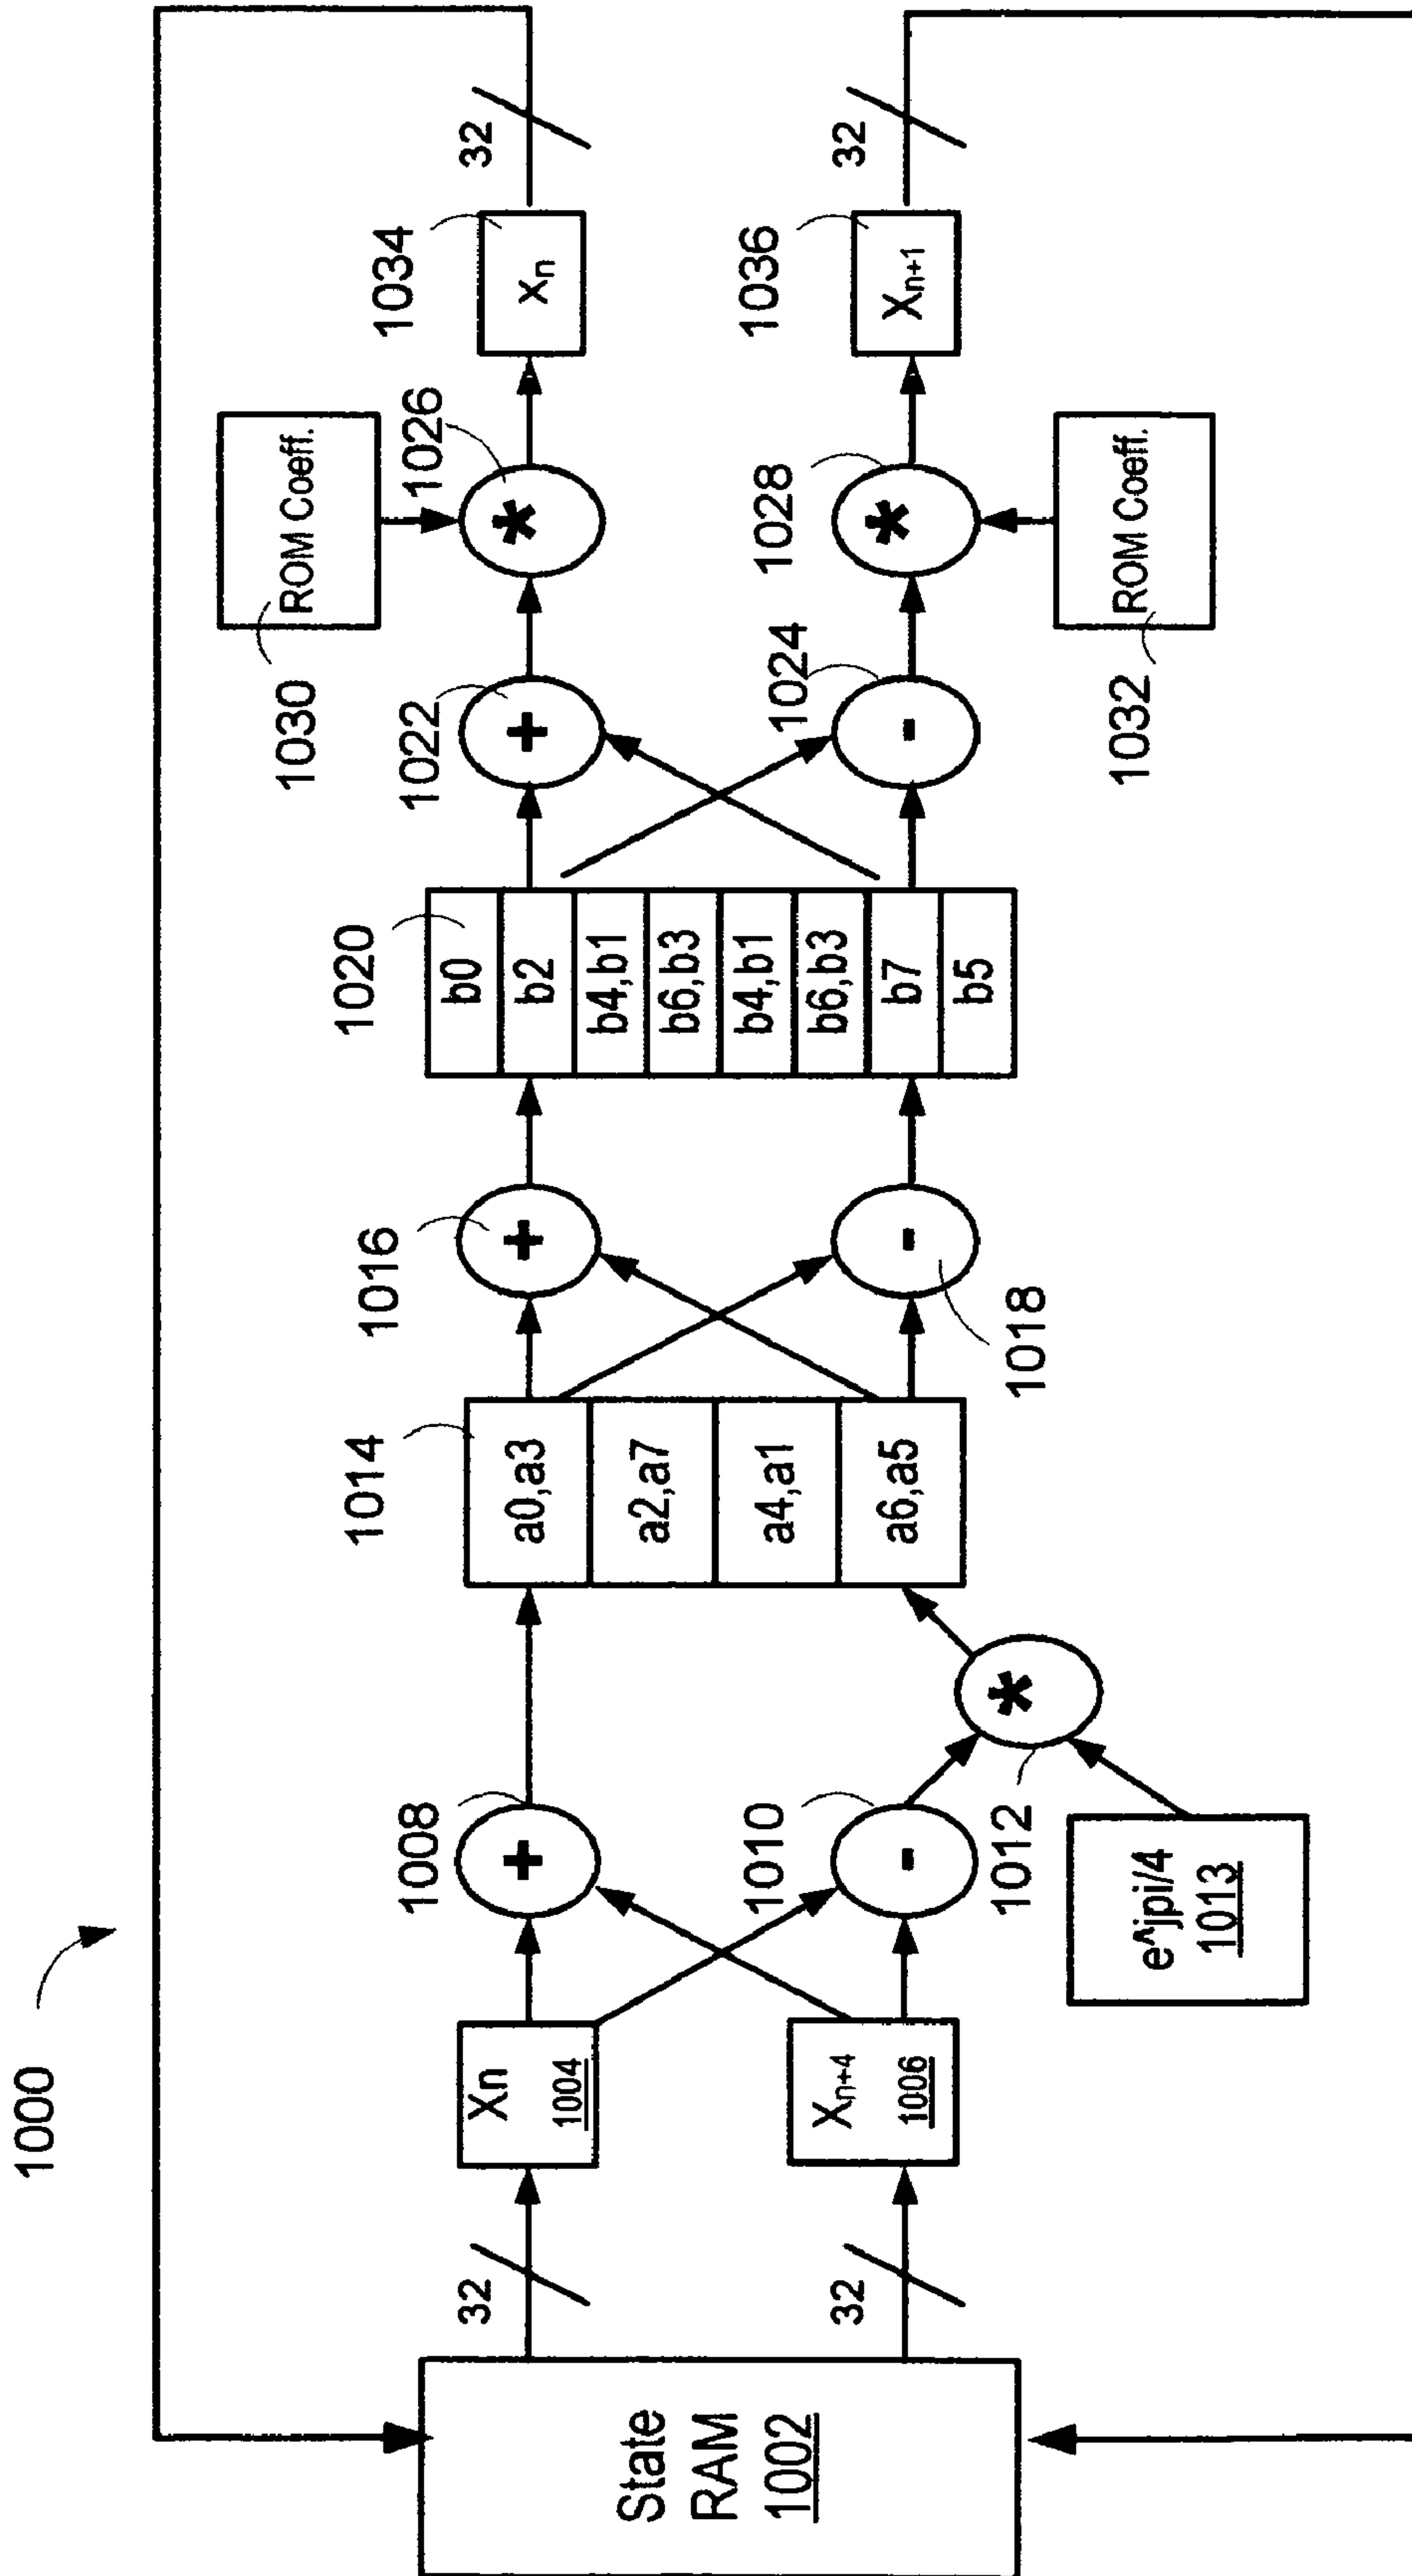 1000
State
RAM
1002
32
32
Xn
1004
Xn+4
1006
1008
+
1010
-
1012
*
e^jpi/4
1013
1014
a0,a3
a2,a7
a4,a1
a6,a5
1016
+
-
1018
1020
b0
b2
b4,b1
b6,b3
b4,b1
b6,b3
b7
b5
1022
+
1024
-
1030
ROM Coeff.
1026
*
1028
*
1032
ROM Coeff.
1034
xn
1036
Xn+1
32
32